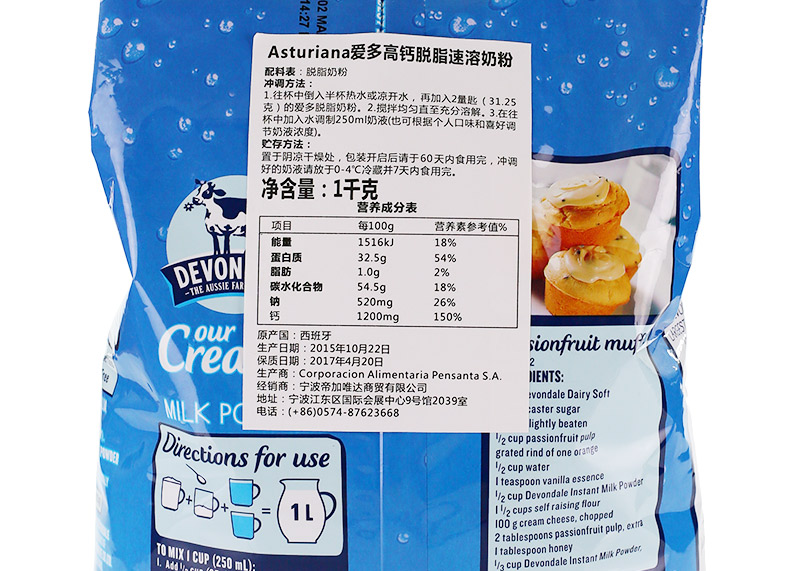 14:27
02 MA
Asturiana爱多高钙脱脂速溶奶粉
配料表：脱脂奶粉
冲调方法：
1.往杯中倒入半杯热水或凉开水，再加入2量匙（31.25
克）的爱多脱脂奶粉。2.搅拌均匀直至充分溶解。3.在往
杯中加入水调制250ml奶液(也可根据个人口味和喜好调
节奶液浓度)。
贮存方法：
置于阴凉干燥处，包装开启后请于60天内食用完，冲调
好的奶液请放于0-4℃冷藏并7天内食用完。
净含量：1千克
营养成分表
项目 每100g 营养素参考值%
能量 1516kJ 18%
蛋白质 32.5g 54%
脂肪 1.0g 2%
碳水化合物 54.5g 18%
钠 520mg 26%
钙 1200mg 150%
原产国：西班牙
生产日期：2015年10月22日
保质日期：2017年4月20日
生产商：Corporacion Alimentaria Pensanta S.A.
经销商：宁波帝加唯达商贸有限公司
地址：宁波江东区国际会展中心9号馆2039室
电话：(+86)0574-87623668
DEVON
-THE AUSSIE FAR
our
Crea
MILK PO
Directions for use
+ + = 1L
TO MIX 1 CUP (250 mL):
sionfruit muf
2
DIENTS:
Devondale Dairy Soft
caster sugar
lightly beaten
1/2 cup passionfruit pulp
grated rind of one orange
1/2 cup water
1 teaspoon vanilla essence
1/2 cup Devondale Instant Milk Powder
1 1/2 cups self raising flour
100 g cream cheese, chopped
2 tablespoons passionfruit pulp, extra
1 tablespoon honey
1/3 cup Devondale Instant Milk Powder,